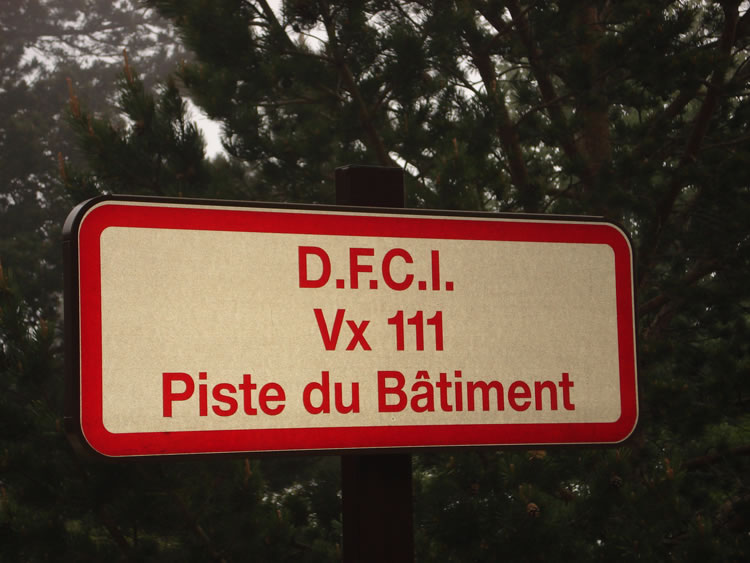 D.F.C.I.
Vx 111
Piste du Bâtiment